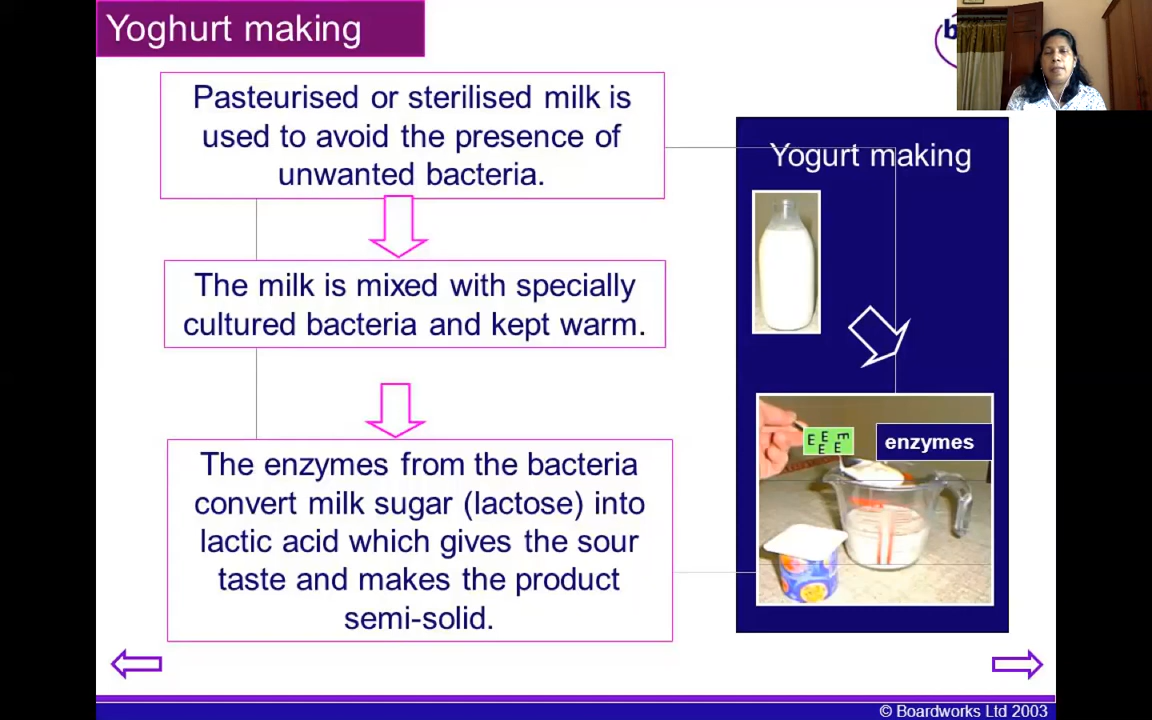 Yoghurt making
Pasteurised or sterilised milk is
used to avoid the presence of
unwanted bacteria.
The milk is mixed with specially
cultured bacteria and kept warm.
The enzymes from the bacteria
convert milk sugar (lactose) into
lactic acid which gives the sour
taste and makes the product
semi-solid.
Yogurt making
E E E
E E
enzymes
© Boardworks Ltd 2003